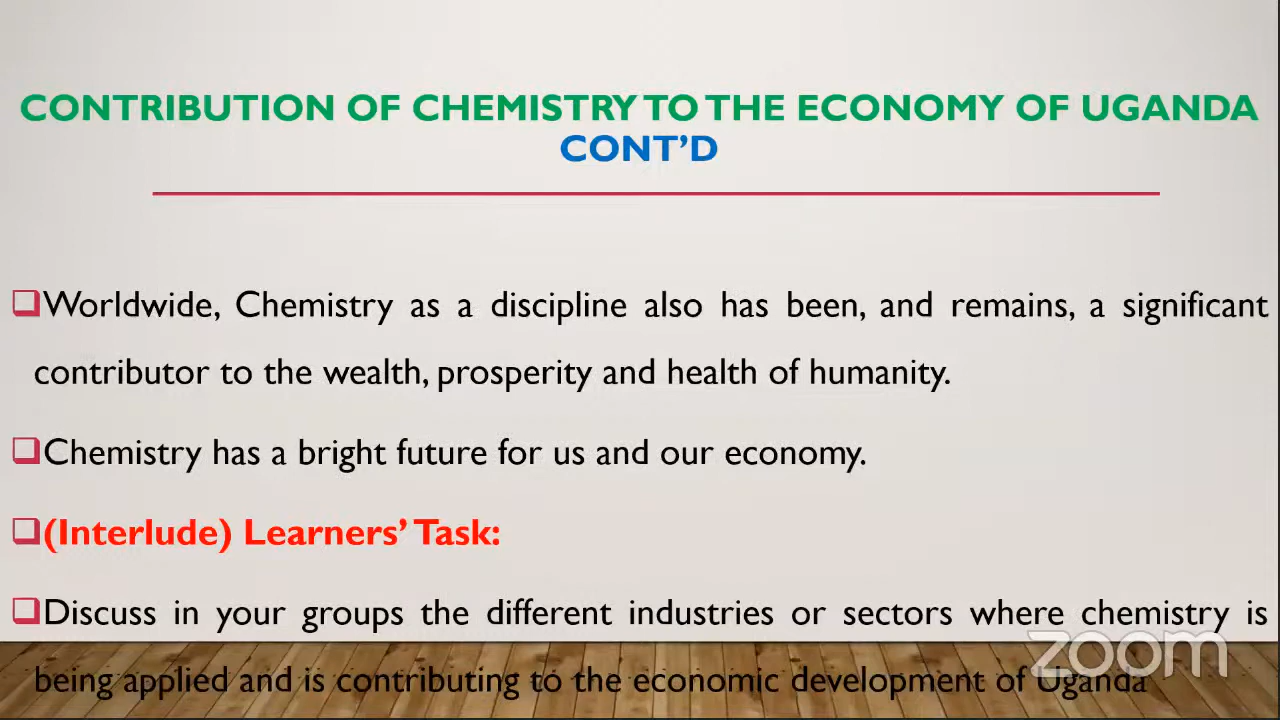 CONTRIBUTION OF CHEMISTRY TO THE ECONOMY OF UGANDA
CONT’D
Worldwide, Chemistry as a discipline also has been, and remains, a significant
contributor to the wealth, prosperity and health of humanity.
Chemistry has a bright future for us and our economy.
(Interlude) Learners’ Task:
Discuss in your groups the different industries or sectors where chemistry is
being applied and is contributing to the economic development of Uganda
zoom